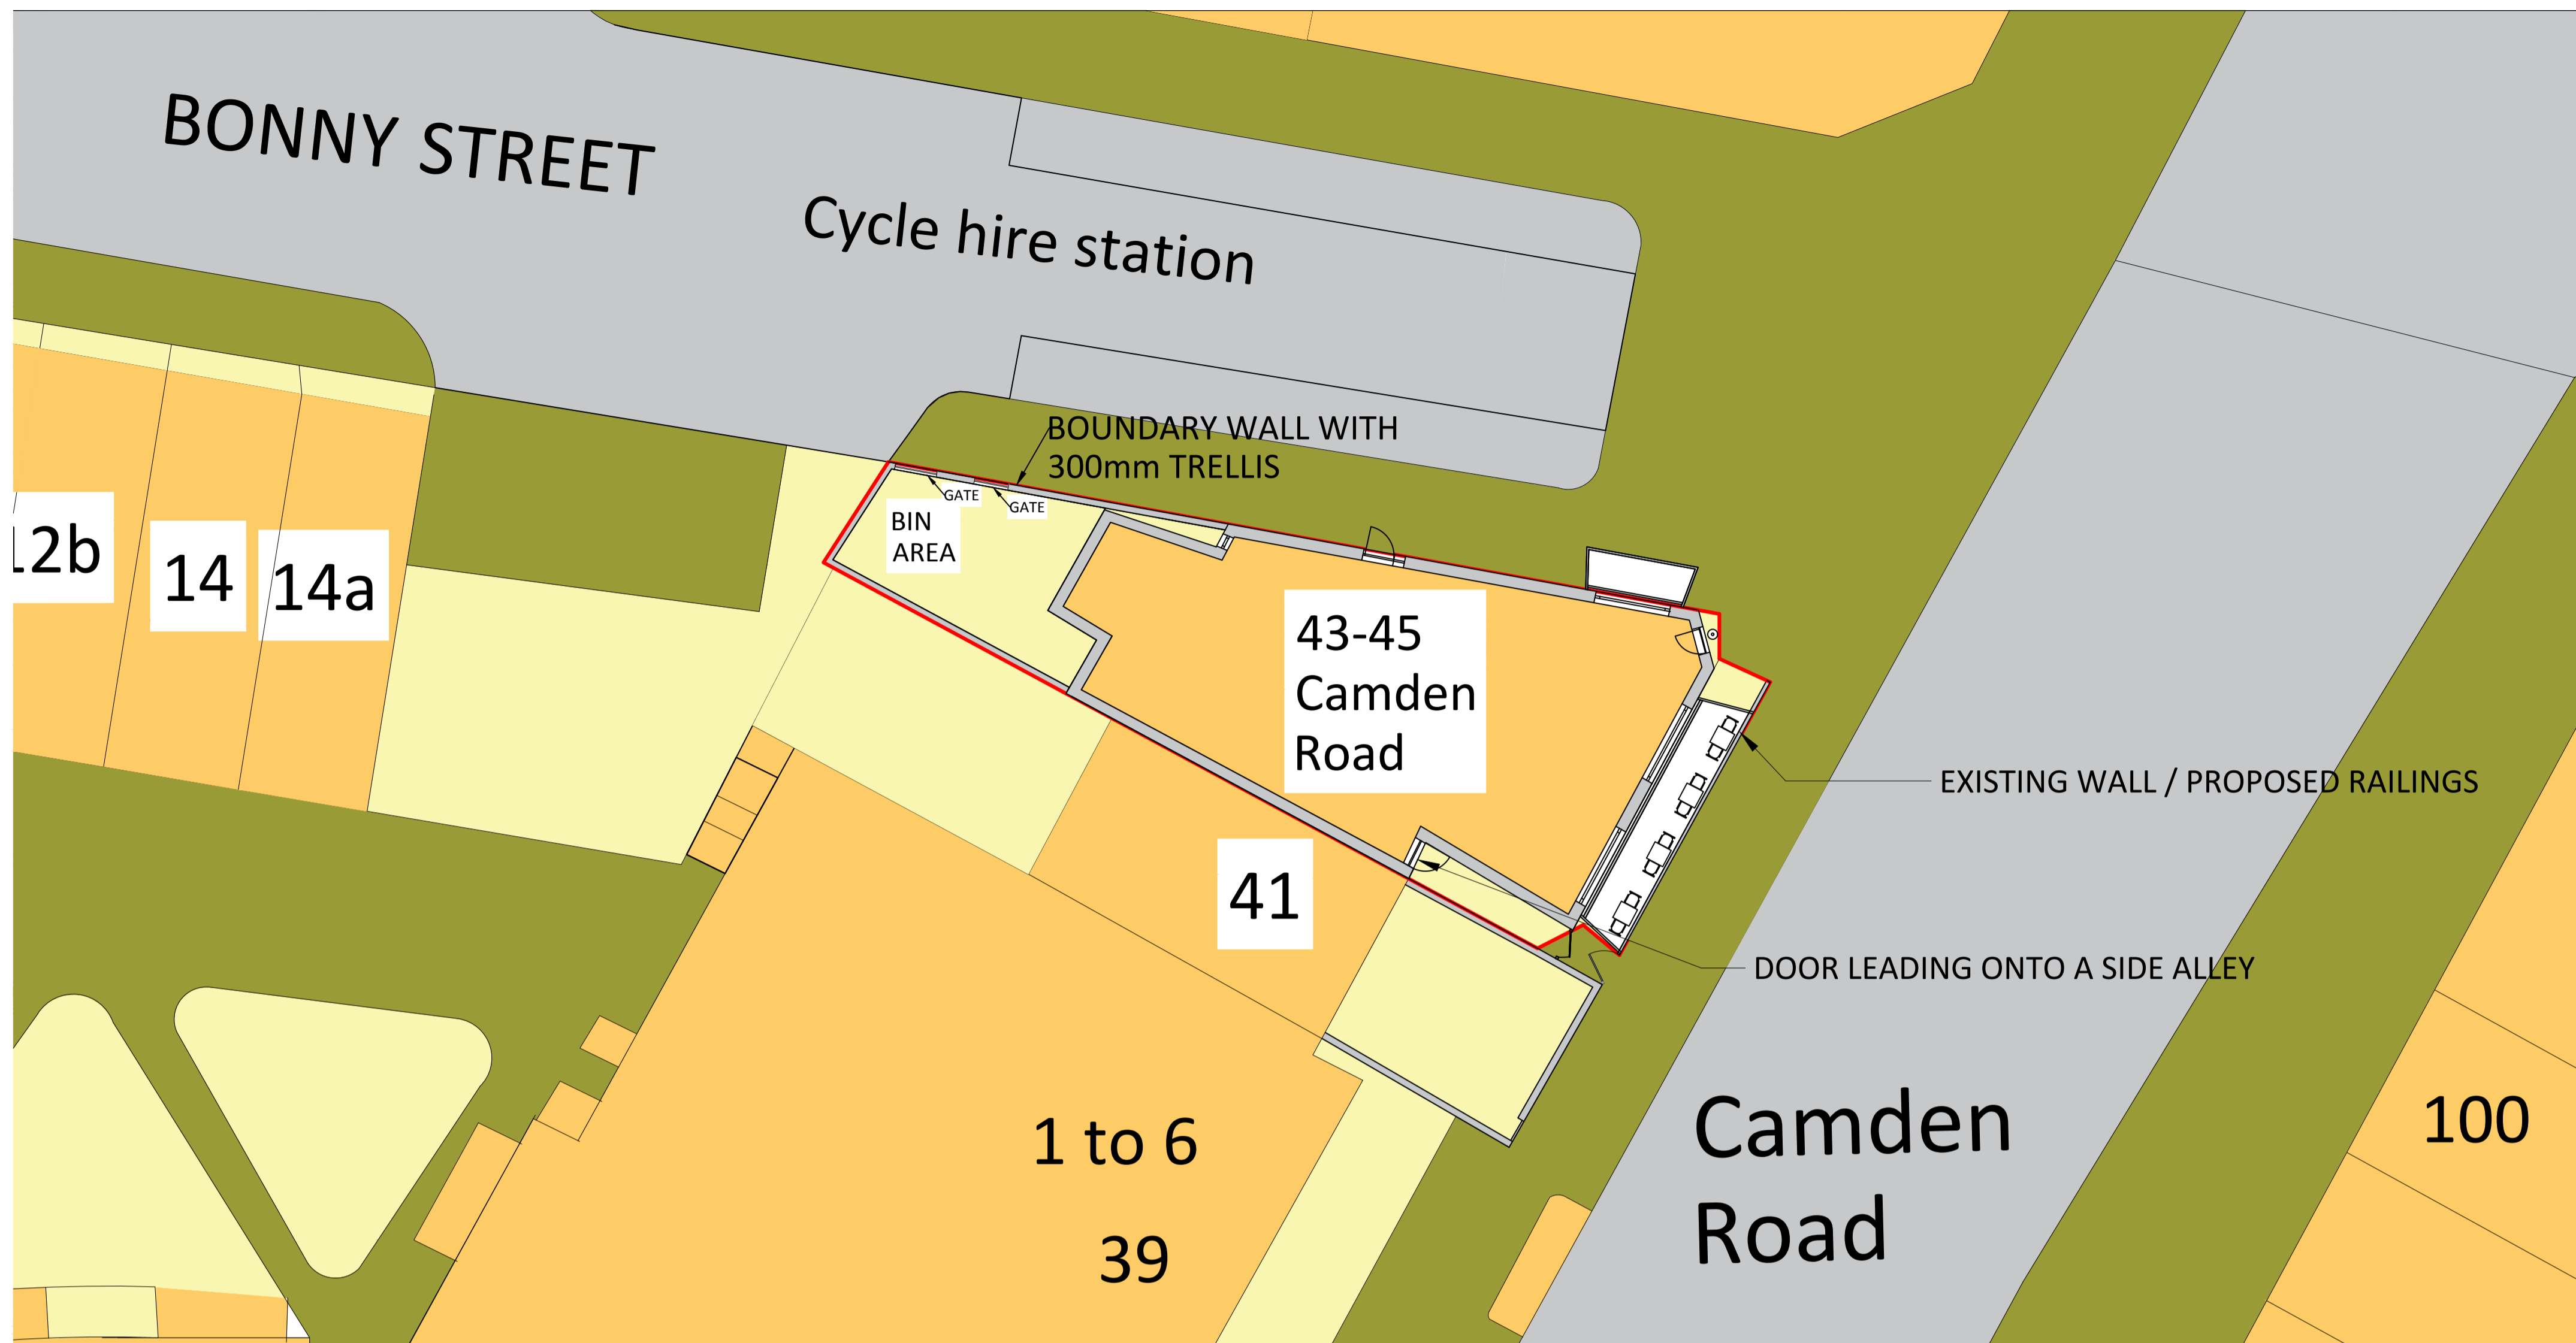 BONNY STREET
Cycle hire station
BOUNDARY WALL WITH
300mm TRELLIS
GATE
GATE
BIN
AREA
12b
14
14a
43-45
Camden
Road
EXISTING WALL / PROPOSED RAILINGS
41
DOOR LEADING ONTO A SIDE ALLEY
1 to 6
39
Camden
Road
100